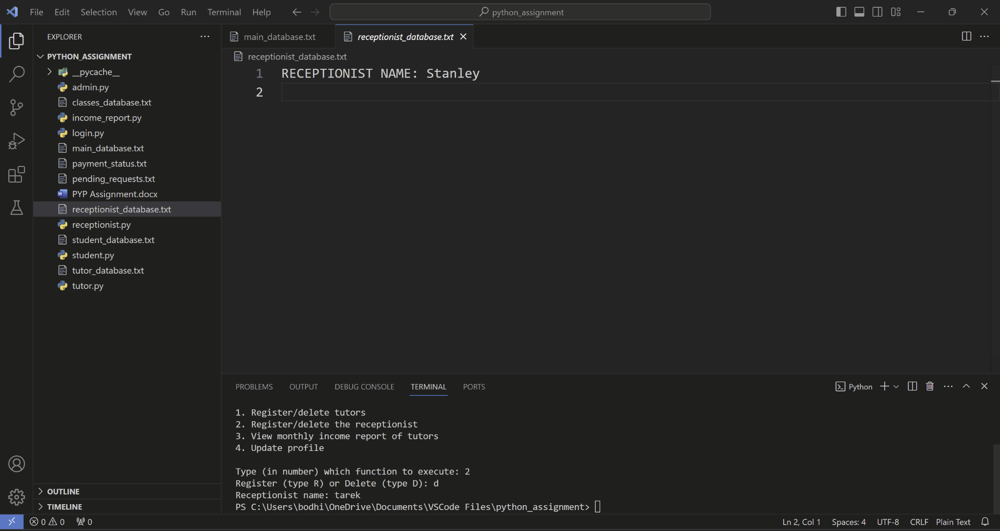 File Edit Selection View Go Run Terminal Help
python_assignment
EXPLORER
PYTHON_ASSIGNMENT
__pycache__
admin.py
classes_database.txt
income_report.py
login.py
main_database.txt
payment_status.txt
pending_requests.txt
PYP Assignment.docx
receptionist_database.txt
receptionist.py
student_database.txt
student.py
tutor_database.txt
tutor.py
OUTLINE
TIMELINE
main_database.txt receptionist_database.txt
receptionist_database.txt
1 RECEPTIONIST NAME: Stanley
2
PROBLEMS OUTPUT DEBUG CONSOLE TERMINAL PORTS
Python
1. Register/delete tutors
2. Register/delete the receptionist
3. View monthly income report of tutors
4. Update profile
Type (in number) which function to execute: 2
Register (type R) or Delete (type D): d
Receptionist name: tarek
PS C:\Users\bodhi\OneDrive\Documents\VSCode Files\python_assignment>
0 0 0 Ln 2, Col 1 Spaces: 4 UTF-8 CRLF Plain Text